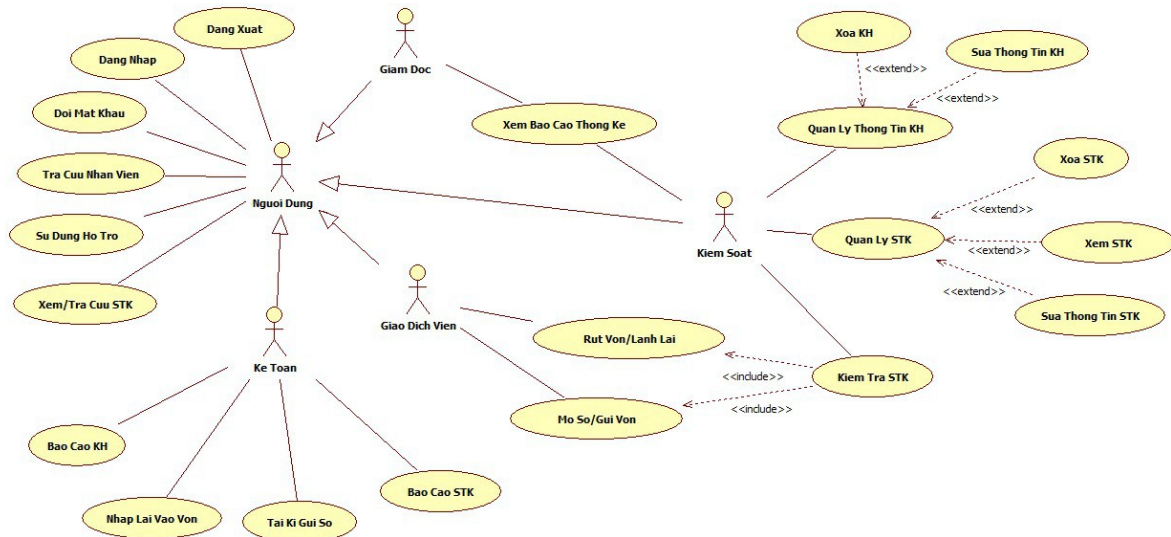 Dang Xuat
Dang Nhap
Doi Mat Khau
Tra Cuu Nhan Vien
Su Dung Ho Tro
Xem/Tra Cuu STK
Nguoi Dung
Giam Doc
Xem Bao Cao Thong Ke
Xoa KH
Sua Thong Tin KH
<<extend>>
<<extend>>
Quan Ly Thong Tin KH
Kiem Soat
Xoa STK
<<extend>>
Quan Ly STK
Xem STK
<<extend>>
<<extend>>
Sua Thong Tin STK
Giao Dich Vien
Rut Von/Lanh Lai
<<include>>
Kiem Tra STK
<<include>>
Mo So/Gui Von
Ke Toan
Bao Cao KH
Nhap Lai Vao Von
Tai Ki Gui So
Bao Cao STK